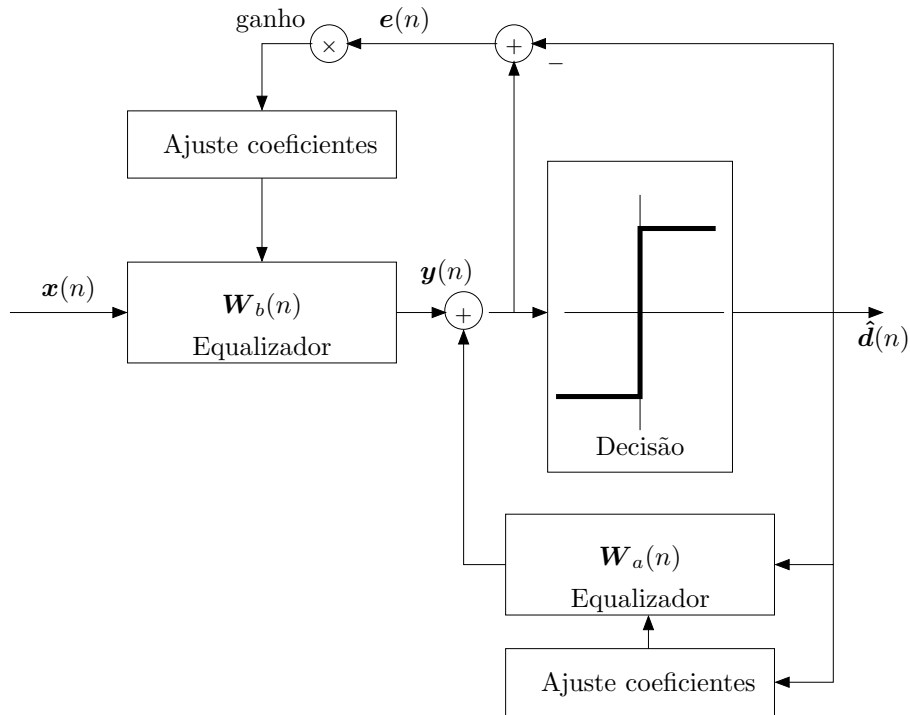 ganho
e(n)
×
+
−
Ajuste coeficientes
x(n)
W_b(n)
Equalizador
y(n)
+
d̂(n)
Decisão
W_a(n)
Equalizador
Ajuste coeficientes